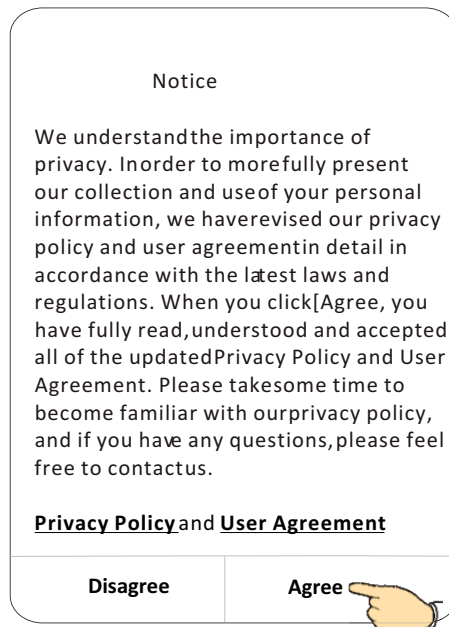 Notice
We understand the importance of
privacy. Inorder to morefully present
our collection and useof your personal
information, we haverevised our privacy
policy and user agreementin detail in
accordance with the latest laws and
regulations. When you click[Agree, you
have fully read,understood and accepted
all of the updatedPrivacy Policy and User
Agreement. Please takesome time to
become familiar with ourprivacy policy,
and if you have any questions,please feel
free to contactus.
Privacy Policy and User Agreement
Disagree Agree